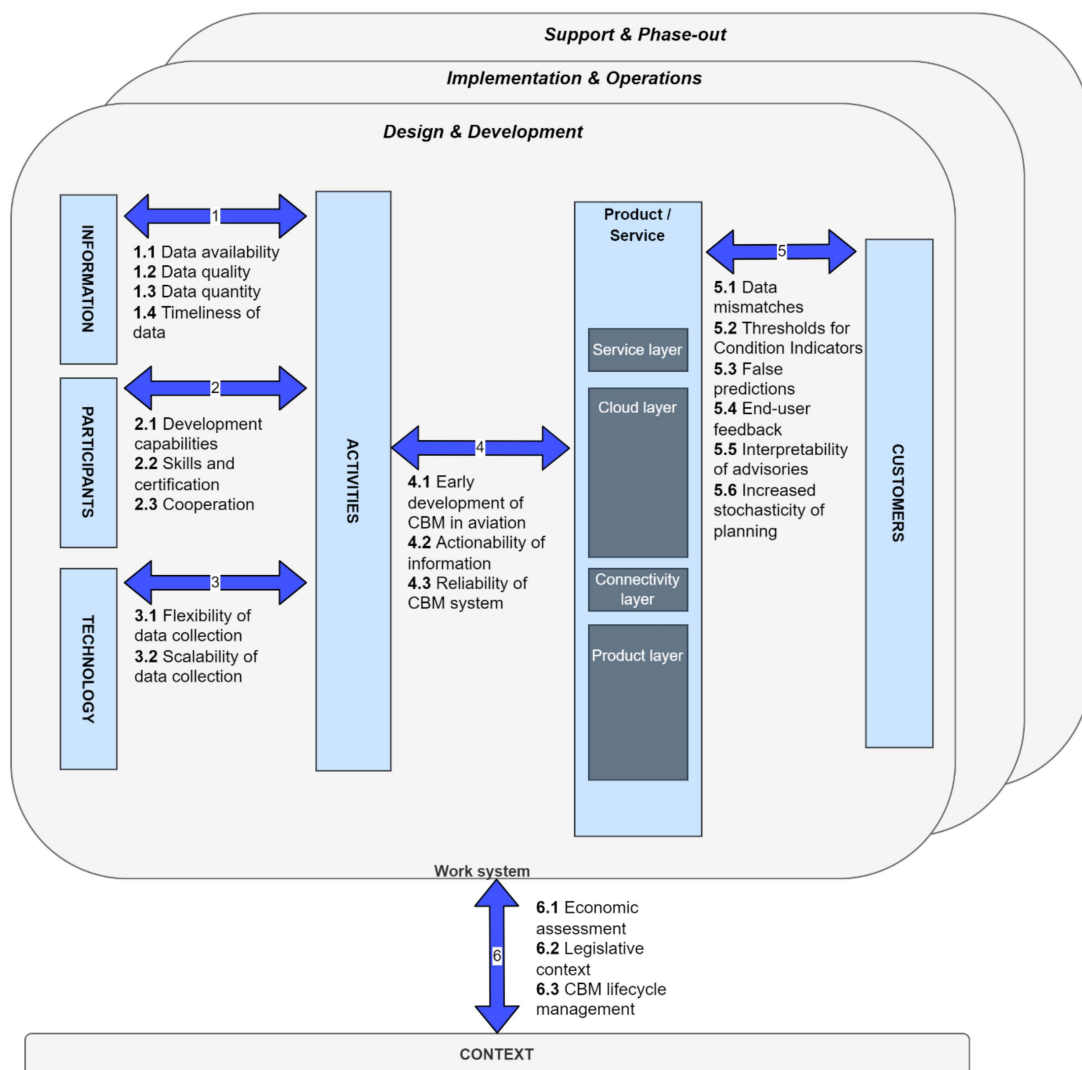 Support & Phase-out
Implementation & Operations
Design & Development
INFORMATION
1
1.1 Data availability
1.2 Data quality
1.3 Data quantity
1.4 Timeliness of
data
PARTICIPANTS
2
2.1 Development
capabilities
2.2 Skills and
certification
2.3 Cooperation
TECHNOLOGY
3
3.1 Flexibility of
data collection
3.2 Scalability of
data collection
ACTIVITIES
4
4.1 Early
development of
CBM in aviation
4.2 Actionability of
information
4.3 Reliability of
CBM system
Product /
Service
Service layer
Cloud layer
Connectivity
layer
Product layer
5
5.1 Data
mismatches
5.2 Thresholds for
Condition Indicators
5.3 False
predictions
5.4 End-user
feedback
5.5 Interpretability
of advisories
5.6 Increased
stochasticity of
planning
CUSTOMERS
Work system
6
6.1 Economic
assessment
6.2 Legislative
context
6.3 CBM lifecycle
management
CONTEXT